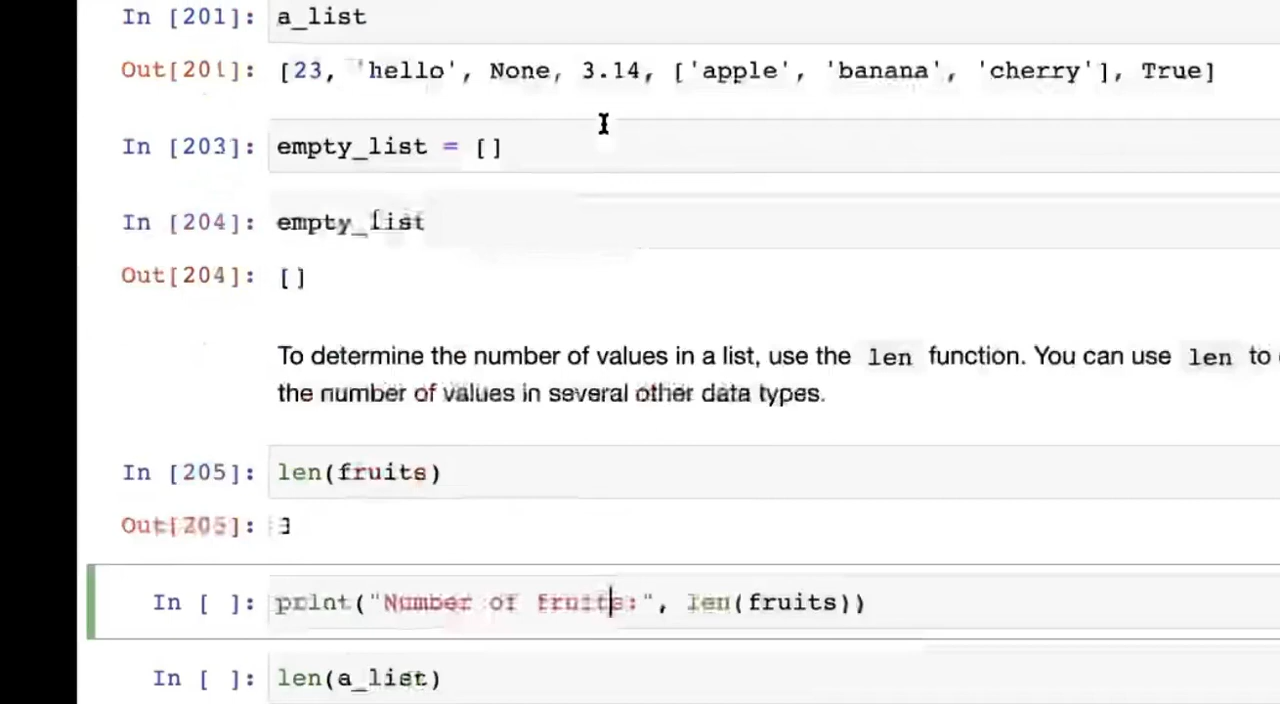 In [201]: a_list
Out[201]: [23, 'hello', None, 3.14, ['apple', 'banana', 'cherry'], True]
In [203]: empty_list = []
In [204]: empty_list
Out[204]: []
To determine the number of values in a list, use the len function. You can use len to
the number of values in several other data types.
In [205]: len(fruits)
Out[205]: 3
In [ ]: print("Number of fruits:", len(fruits))
In [ ]: len(a_list)